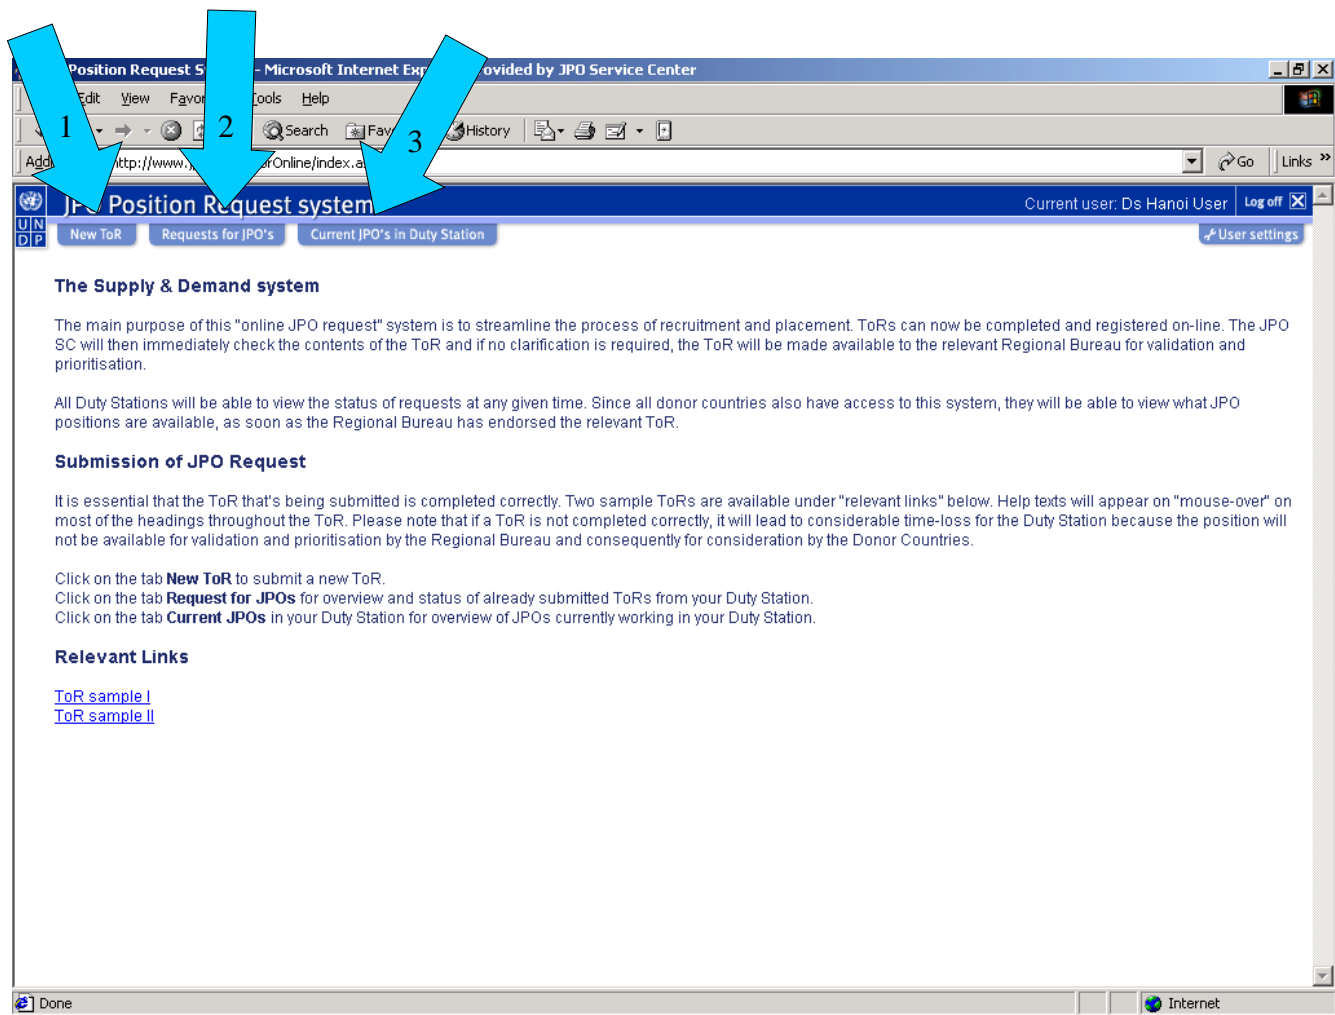 Position Request S - Microsoft Internet Exp ovided by JPO Service Center
Edit View Favor ools Help
1 2 3
Search Fav History
Add ttp://www. orOnline/index.a Go Links »
JPO Position Request system
Current user: Ds Hanoi User Log off
UN
DP
New ToR Requests for JPO's Current JPO's in Duty Station User settings
The Supply & Demand system
The main purpose of this "online JPO request" system is to streamline the process of recruitment and placement. ToRs can now be completed and registered on-line. The JPO
SC will then immediately check the contents of the ToR and if no clarification is required, the ToR will be made available to the relevant Regional Bureau for validation and
prioritisation.
All Duty Stations will be able to view the status of requests at any given time. Since all donor countries also have access to this system, they will be able to view what JPO
positions are available, as soon as the Regional Bureau has endorsed the relevant ToR.
Submission of JPO Request
It is essential that the ToR that's being submitted is completed correctly. Two sample ToRs are available under "relevant links" below. Help texts will appear on "mouse-over" on
most of the headings throughout the ToR. Please note that if a ToR is not completed correctly, it will lead to considerable time-loss for the Duty Station because the position will
not be available for validation and prioritisation by the Regional Bureau and consequently for consideration by the Donor Countries.
Click on the tab New ToR to submit a new ToR.
Click on the tab Request for JPOs for overview and status of already submitted ToRs from your Duty Station.
Click on the tab Current JPOs in your Duty Station for overview of JPOs currently working in your Duty Station.
Relevant Links
ToR sample I
ToR sample II
Done Internet